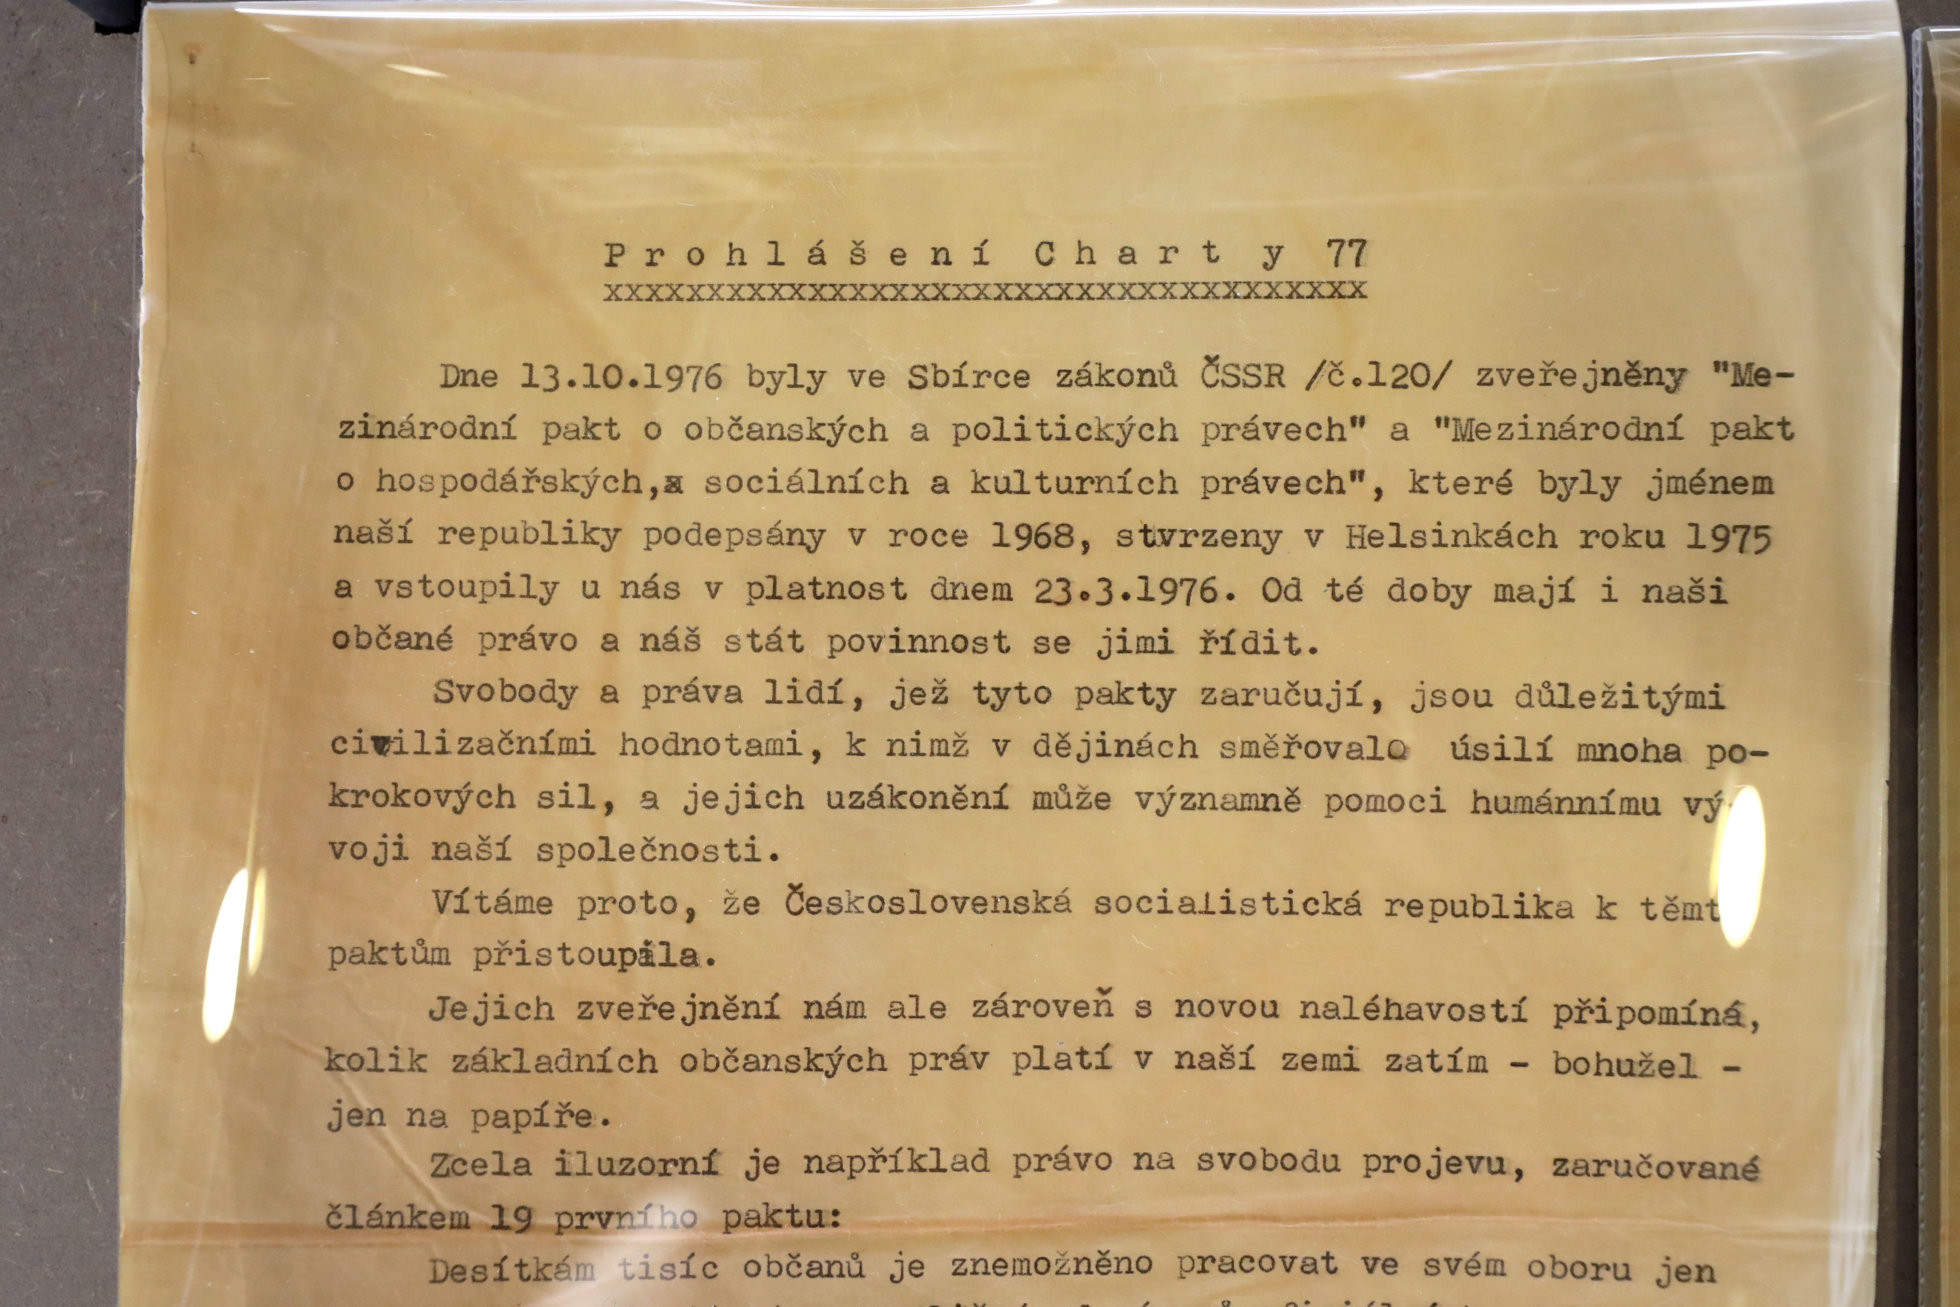 Prohlášení Charty 77
xxxxxxxxxxxxxxxxxxxxxxxxxxxxxxxxxxxxx
Dne 13.10.1976 byly ve Sbírce zákonů ČSSR /č.120/ zveřejněny "Me-
zinárodní pakt o občanských a politických právech" a "Mezinárodní pakt
o hospodářských, sociálních a kulturních právech", které byly jménem
naší republiky podepsány v roce 1968, stvrzeny v Helsinkách roku 1975
a vstoupily u nás v platnost dnem 23.3.1976. Od té doby mají i naši
občané právo a náš stát povinnost se jimi řídit.
Svobody a práva lidí, jež tyto pakty zaručují, jsou důležitými
civilizačními hodnotami, k nimž v dějinách směřovalo úsilí mnoha po-
krokových sil, a jejich uzákonění může významně pomoci humánnímu vý-
voji naší společnosti.
Vítáme proto, že Československá socialistická republika k těmt
paktům přistoupila.
Jejich zveřejnění nám ale zároveň s novou naléhavostí připomíná,
kolik základních občanských práv platí v naší zemi zatím - bohužel -
jen na papíře.
Zcela iluzorní je například právo na svobodu projevu, zaručované
článkem 19 prvního paktu:
Desítkám tisíc občanů je znemožněno pracovat ve svém oboru jen